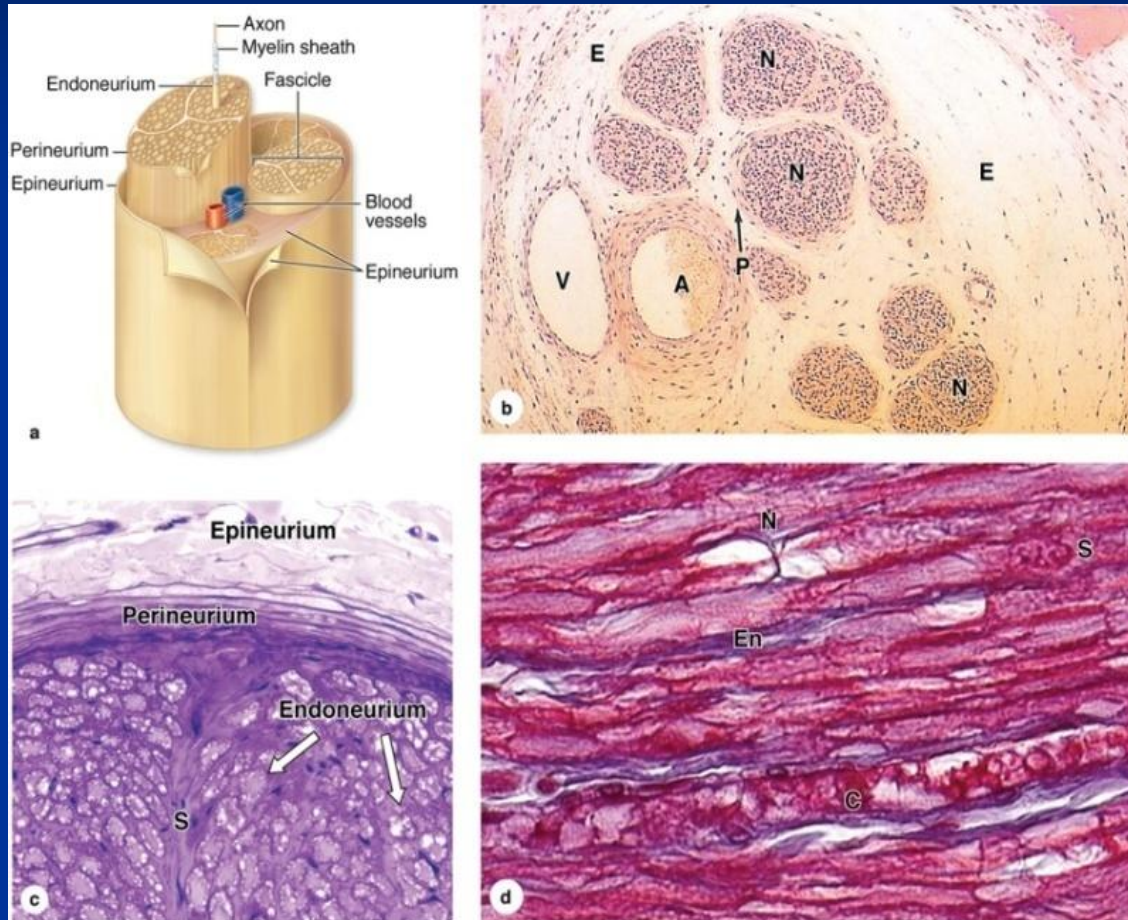 Axon
Myelin sheath
Endoneurium
Fascicle
Perineurium
Epineurium
Blood
vessels
Epineurium
a
E
N
N
E
V
A
P
N
b
Epineurium
Perineurium
Endoneurium
S
c
N
S
En
C
d